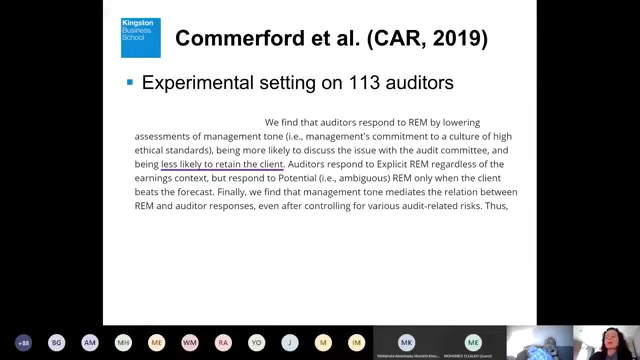 Kingston
Business
School
Commerford et al. (CAR, 2019)
Experimental setting on 113 auditors
We find that auditors respond to REM by lowering
assessments of management tone (i.e., management's commitment to a culture of high
ethical standards), being more likely to discuss the issue with the audit committee, and
being less likely to retain the client. Auditors respond to Explicit REM regardless of the
earnings context, but respond to Potential (i.e., ambiguous) REM only when the client
beats the forecast. Finally, we find that management tone mediates the relation between
REM and auditor responses, even after controlling for various audit-related risks. Thus,
+88 BG AM MH ME WM RA YO J M IM MK ME